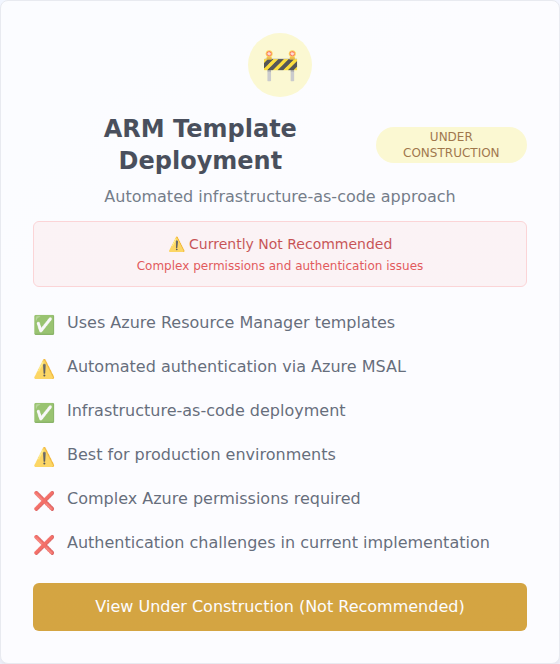 ARM Template
Deployment
UNDER
CONSTRUCTION
Automated infrastructure-as-code approach
⚠️ Currently Not Recommended
Complex permissions and authentication issues
✅ Uses Azure Resource Manager templates
⚠️ Automated authentication via Azure MSAL
✅ Infrastructure-as-code deployment
⚠️ Best for production environments
❌ Complex Azure permissions required
❌ Authentication challenges in current implementation
View Under Construction (Not Recommended)